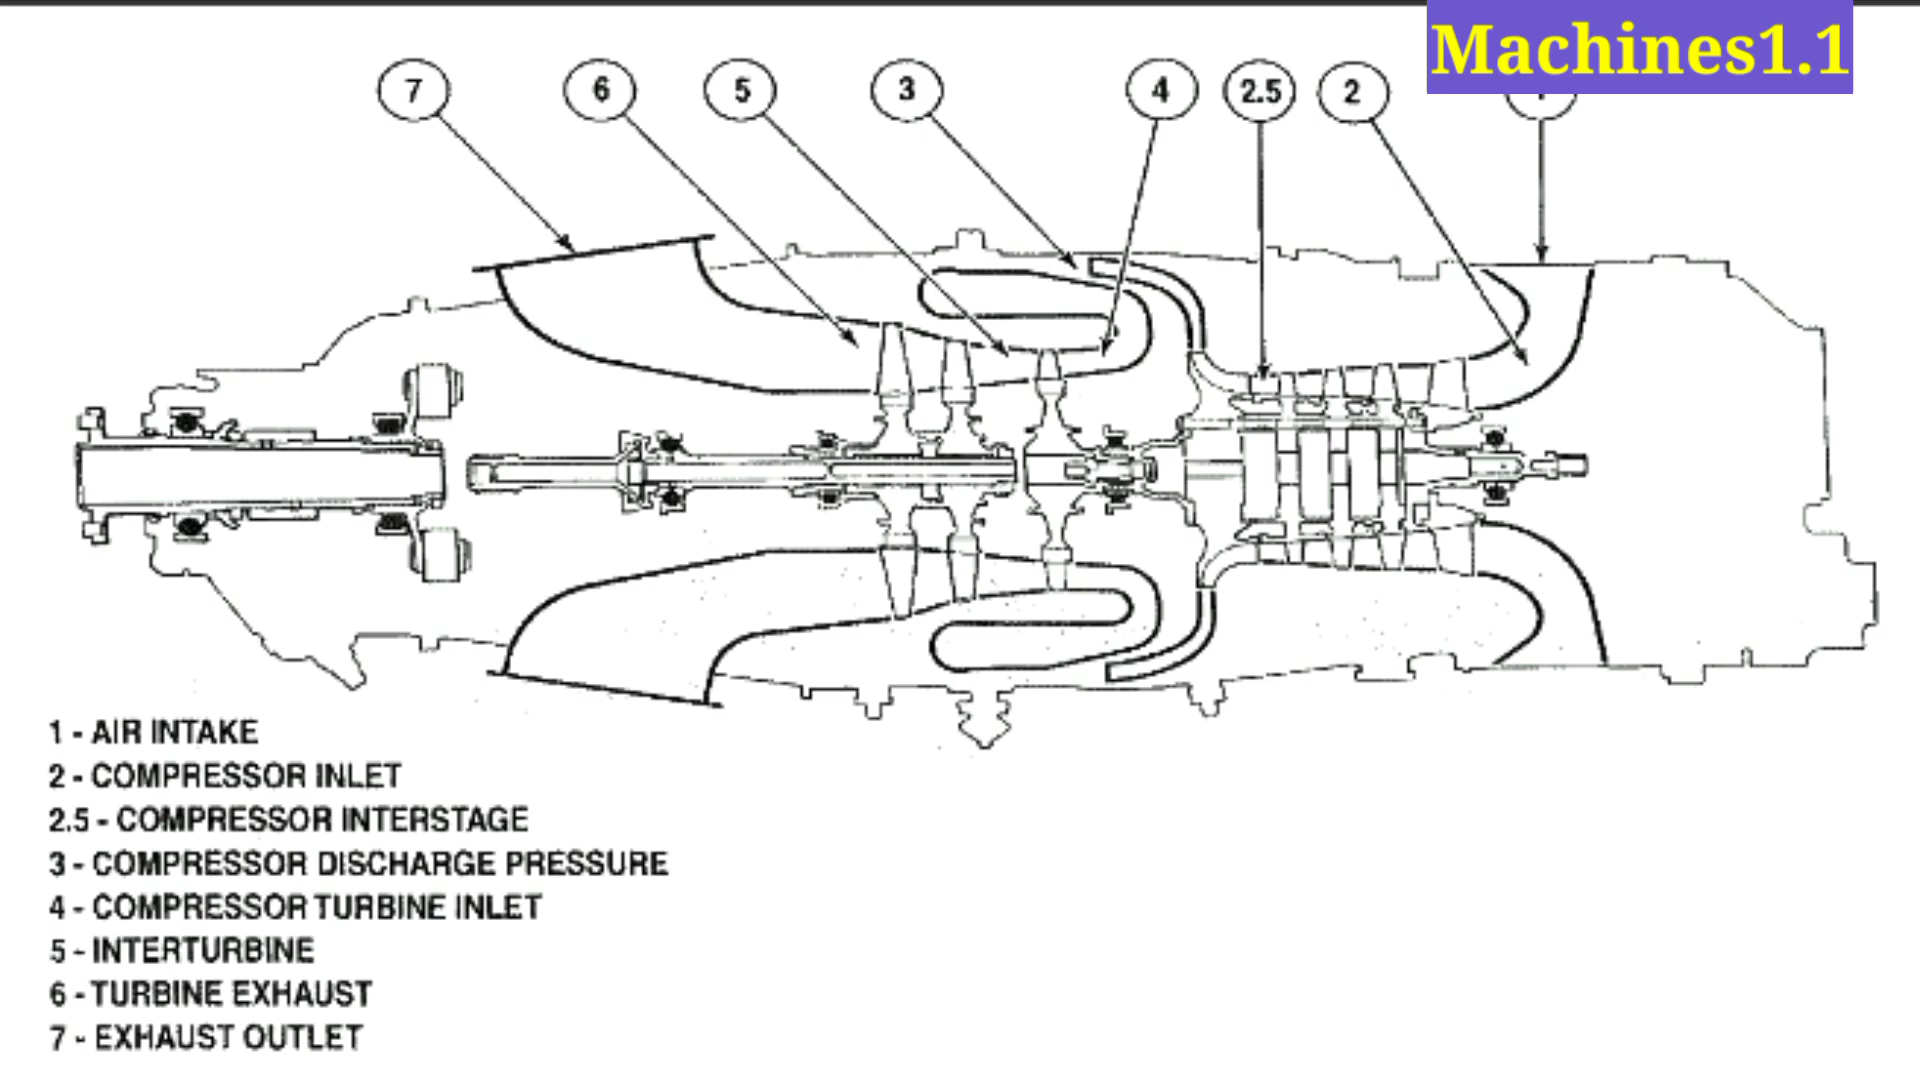 Machines1.1
7 6 5 3 4 2.5 2
1 - AIR INTAKE
2 - COMPRESSOR INLET
2.5 - COMPRESSOR INTERSTAGE
3 - COMPRESSOR DISCHARGE PRESSURE
4 - COMPRESSOR TURBINE INLET
5 - INTERTURBINE
6 - TURBINE EXHAUST
7 - EXHAUST OUTLET